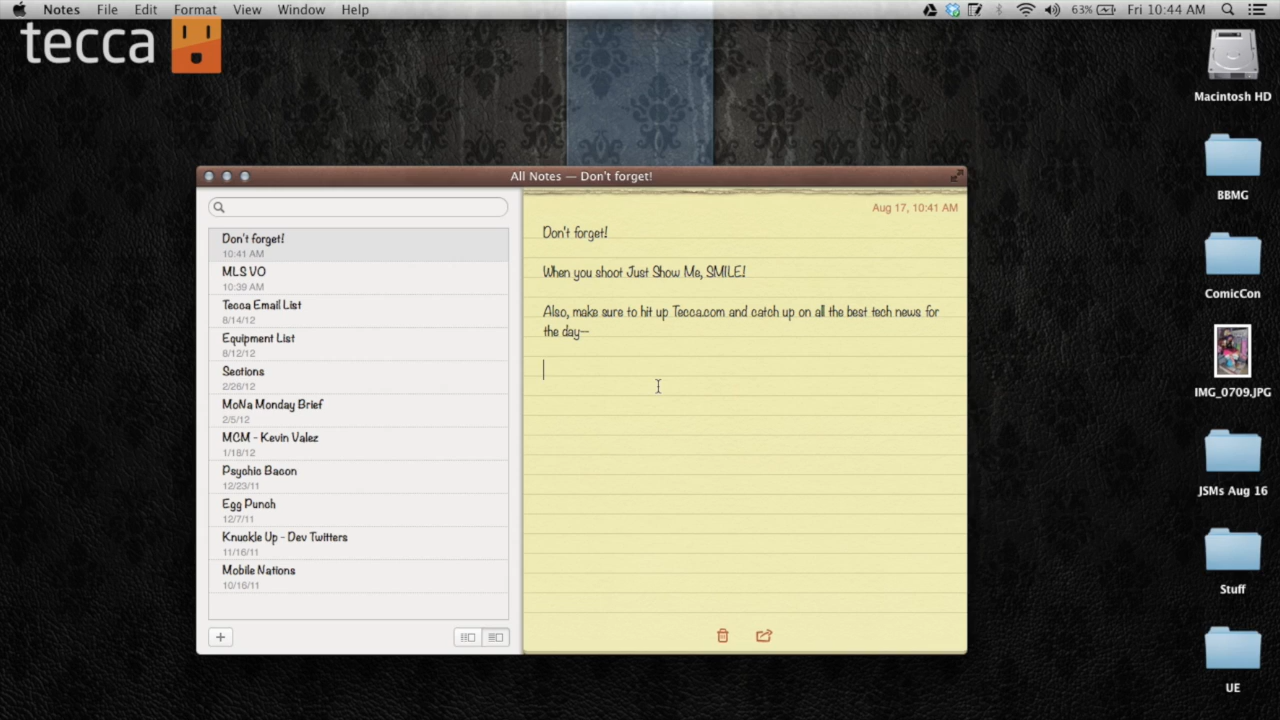 Notes File Edit Format View Window Help 63% Fri 10:44 AM
tecca
Macintosh HD
BBMG
ComicCon
IMG_0709.JPG
JSMs Aug 16
Stuff
UE
All Notes — Don't forget!
Don't forget!
10:41 AM
MLS VO
10:39 AM
Tecca Email List
8/14/12
Equipment List
8/12/12
Sections
2/26/12
MoNa Monday Brief
2/5/12
MCM - Kevin Valez
1/18/12
Psychic Bacon
12/23/11
Egg Punch
12/7/11
Knuckle Up - Dev Twitters
11/16/11
Mobile Nations
10/16/11
Aug 17, 10:41 AM
Don't forget!
When you shoot Just Show Me, SMILE!
Also, make sure to hit up Tecca.com and catch up on all the best tech news for
the day—